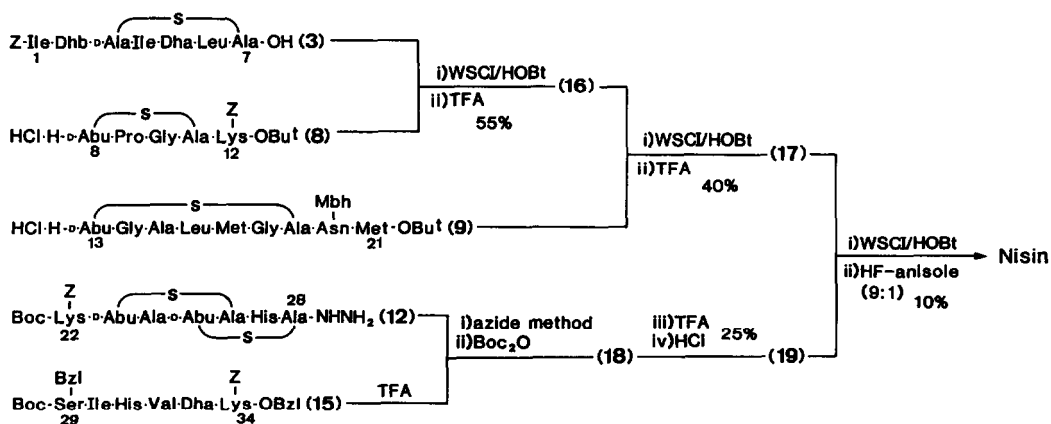 S
Z-Ile-Dhb-DAla·Ile·Dha·Leu·Ala-OH (3)
1 7
i)WSCI/HOBt (16)
ii)TFA
55%
S Z
HCl·H-D-Abu·Pro·Gly·Ala·Lys-OBuᵗ (8)
8 12
i)WSCI/HOBt (17)
ii)TFA 40%
S Mbh
HCl·H-D-Abu·Gly·Ala·Leu·Met·Gly·Ala·Asn·Met-OBuᵗ (9)
13 21
i)WSCI/HOBt
Nisin
ii)HF-anisole
(9:1) 10%
Z S 28
Boc-Lys-DAbu·Ala-D-Abu·Ala·His·Ala-NHNH₂ (12)
22 S
i)azide method
ii)Boc₂O
(18)
iii)TFA 25%
iv)HCl
(19)
Bzl Z
Boc-Ser·Ile·His·Val·Dha·Lys-OBzl (15) TFA
29 34